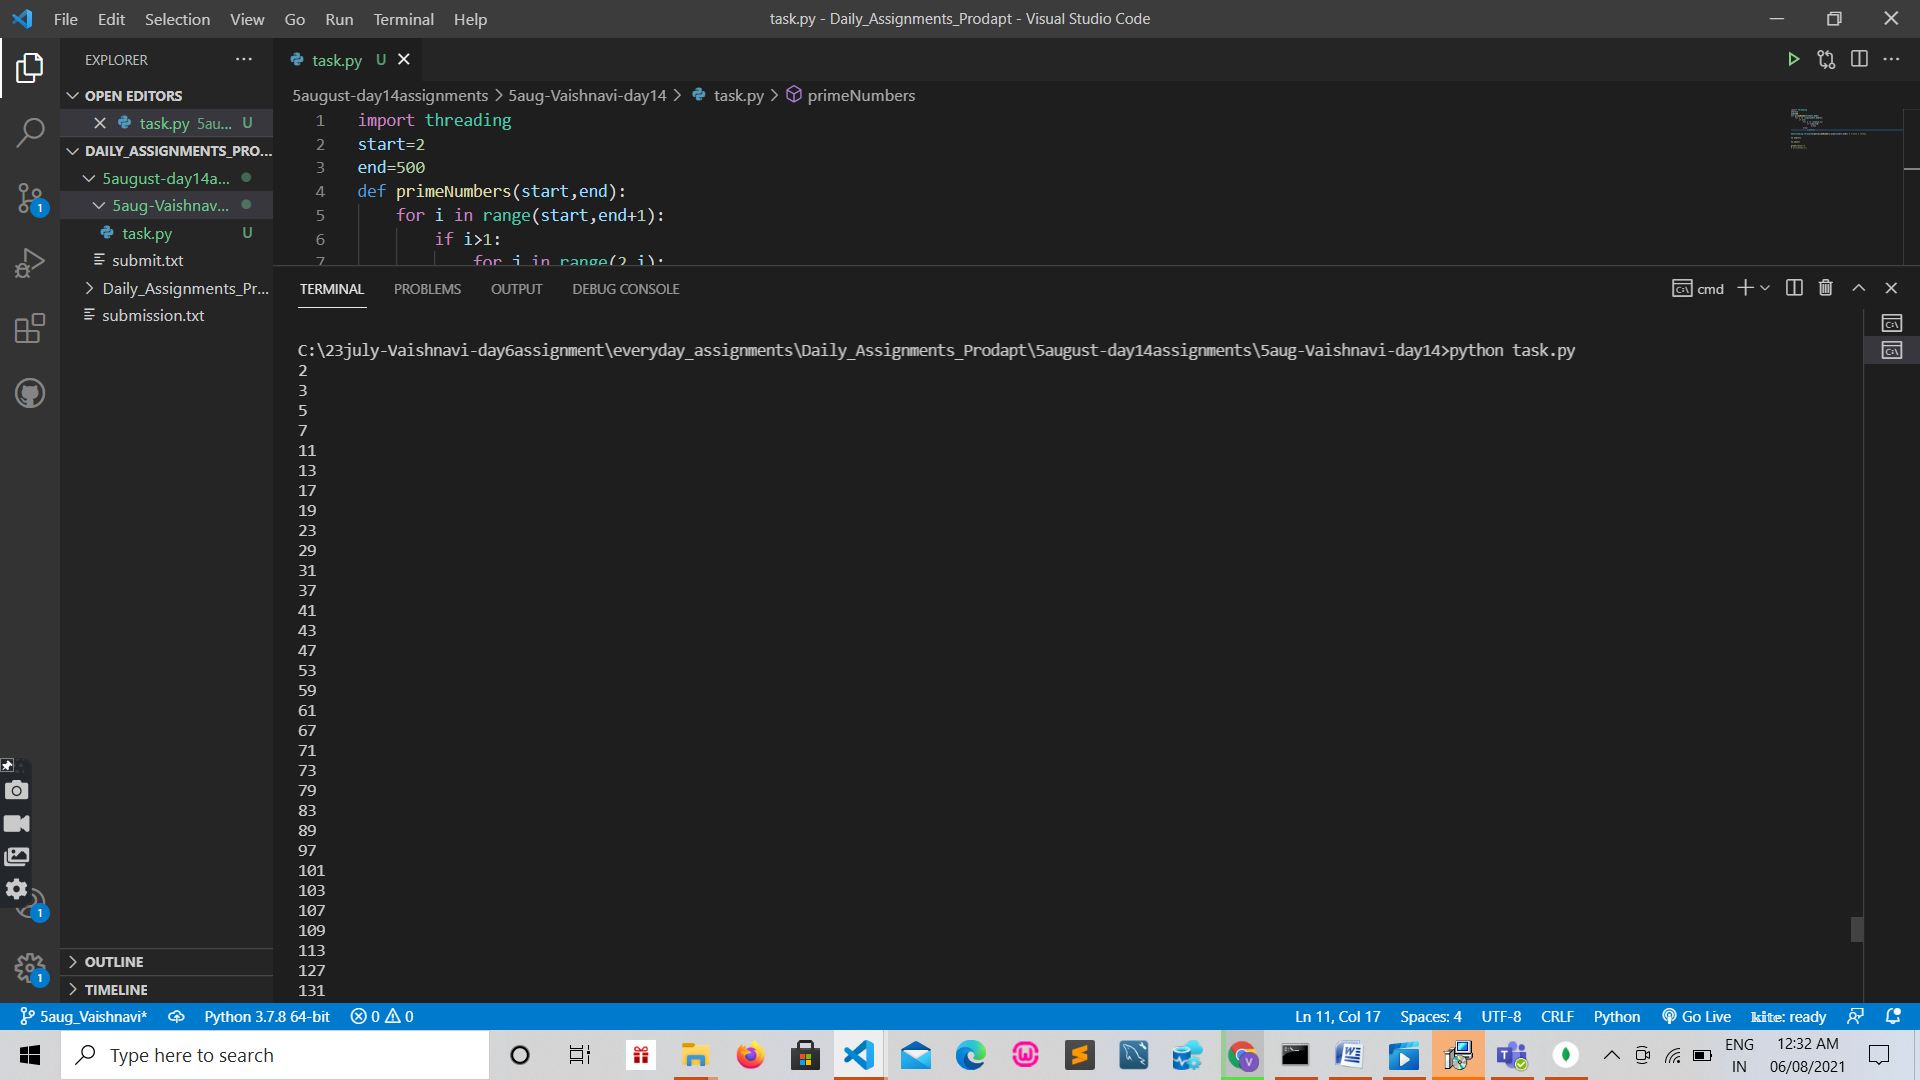 File Edit Selection View Go Run Terminal Help
task.py - Daily_Assignments_Prodapt - Visual Studio Code
EXPLORER
OPEN EDITORS
task.py 5au... U
DAILY_ASSIGNMENTS_PRO...
5august-day14a...
5aug-Vaishnav...
task.py U
submit.txt
Daily_Assignments_Pr...
submission.txt
OUTLINE
TIMELINE
task.py U
5august-day14assignments > 5aug-Vaishnavi-day14 > task.py > primeNumbers
1 import threading
2 start=2
3 end=500
4 def primeNumbers(start,end):
5 for i in range(start,end+1):
6 if i>1:
7 for j in range(2,i):
TERMINAL PROBLEMS OUTPUT DEBUG CONSOLE
cmd
C:\23july-Vaishnavi-day6assignment\everyday_assignments\Daily_Assignments_Prodapt\5august-day14assignments\5aug-Vaishnavi-day14>python task.py
2
3
5
7
11
13
17
19
23
29
31
37
41
43
47
53
59
61
67
71
73
79
83
89
97
101
103
107
109
113
127
131
1
1
1
5aug_Vaishnavi* Python 3.7.8 64-bit 0 0
Ln 11, Col 17 Spaces: 4 UTF-8 CRLF Python Go Live kite: ready
Type here to search
ENG
IN
12:32 AM
06/08/2021